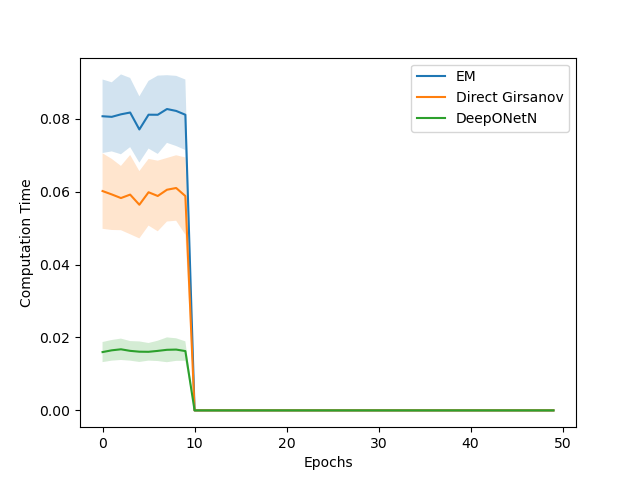 EM
Direct Girsanov
DeepONetN
Computation Time
0.08
0.06
0.04
0.02
0.00
0 10 20 30 40 50
Epochs